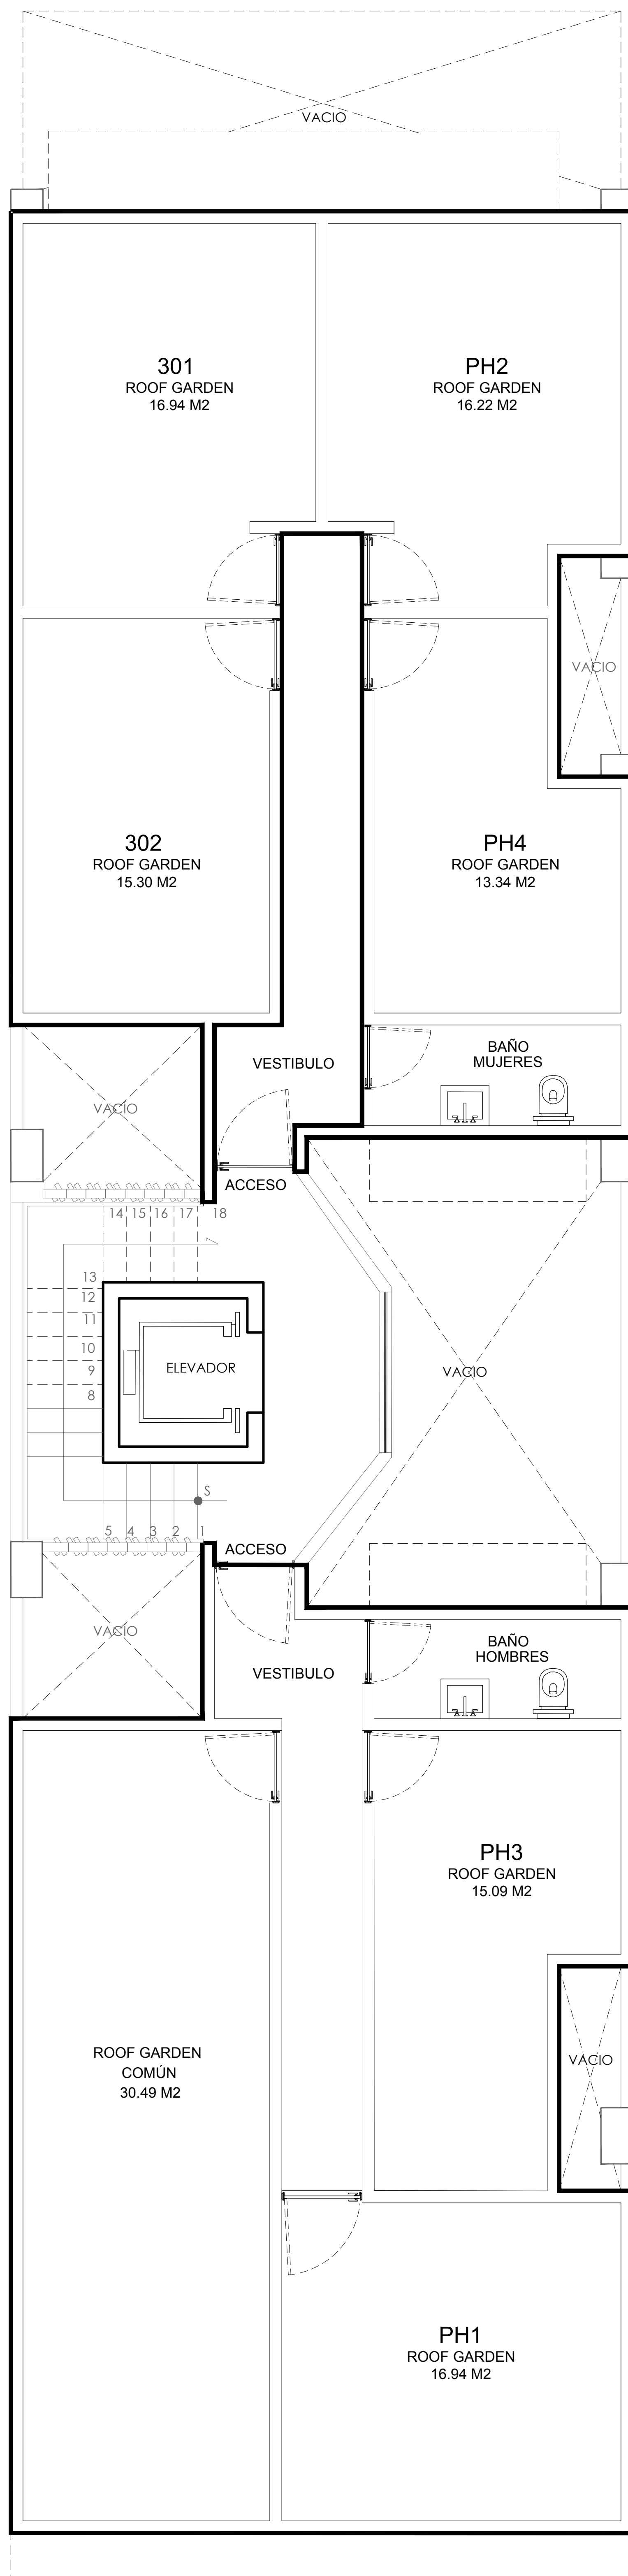 VACIO
301
ROOF GARDEN
16.94 M2
PH2
ROOF GARDEN
16.22 M2
VACIO
302
ROOF GARDEN
15.30 M2
PH4
ROOF GARDEN
13.34 M2
BAÑO
MUJERES
VESTIBULO
VACIO
ACCESO
14 15 16 17 18
13
12
11
10
9
8
ELEVADOR
VACIO
S
5 4 3 2 1
ACCESO
VACIO
BAÑO
HOMBRES
VESTIBULO
PH3
ROOF GARDEN
15.09 M2
ROOF GARDEN
COMÚN
30.49 M2
VACIO
PH1
ROOF GARDEN
16.94 M2